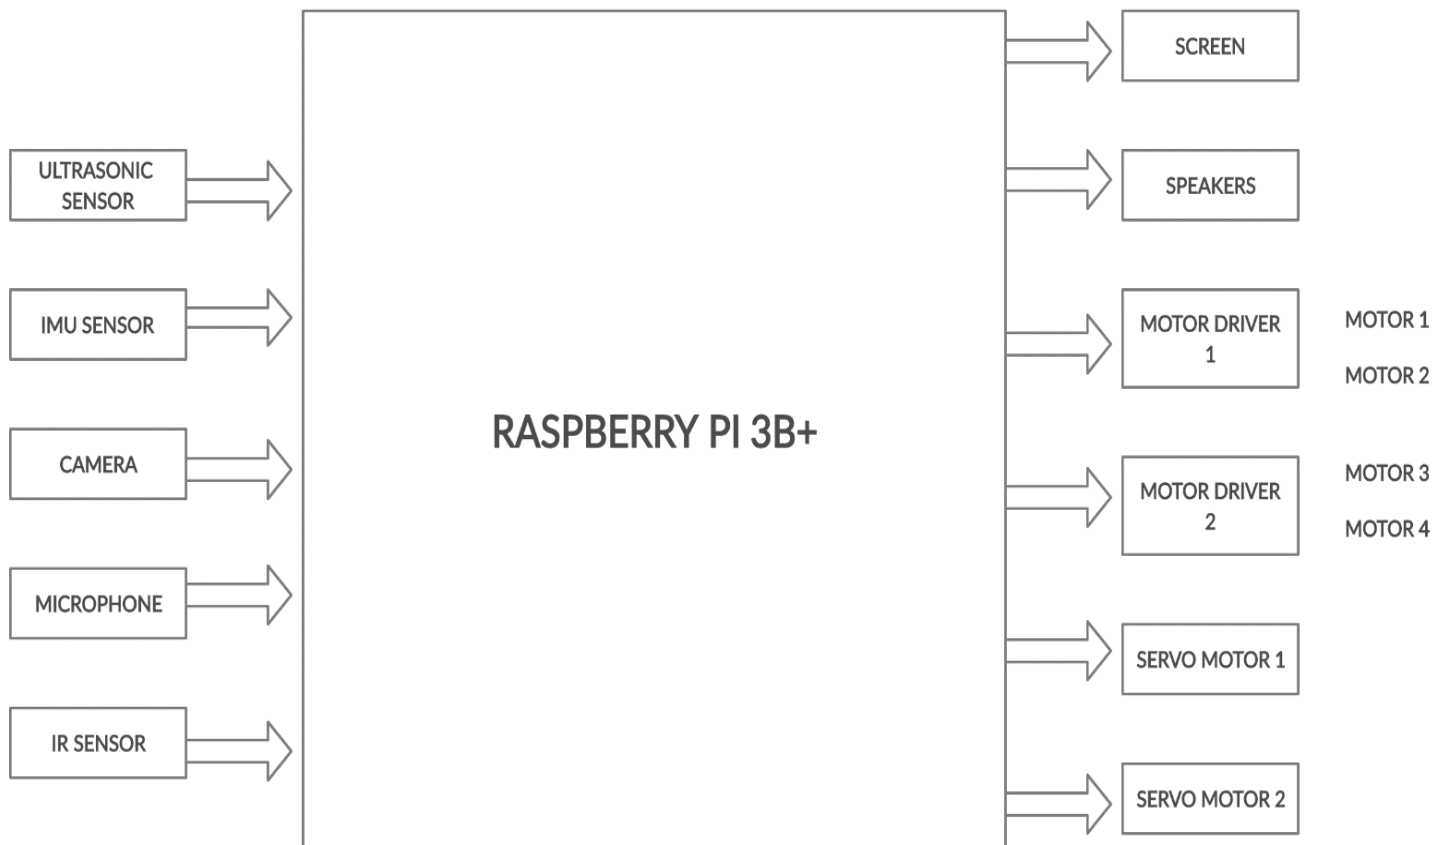 SCREEN
ULTRASONIC
SENSOR
SPEAKERS
IMU SENSOR
MOTOR DRIVER
1
MOTOR 1
MOTOR 2
RASPBERRY PI 3B+
CAMERA
MOTOR DRIVER
2
MOTOR 3
MOTOR 4
MICROPHONE
SERVO MOTOR 1
IR SENSOR
SERVO MOTOR 2